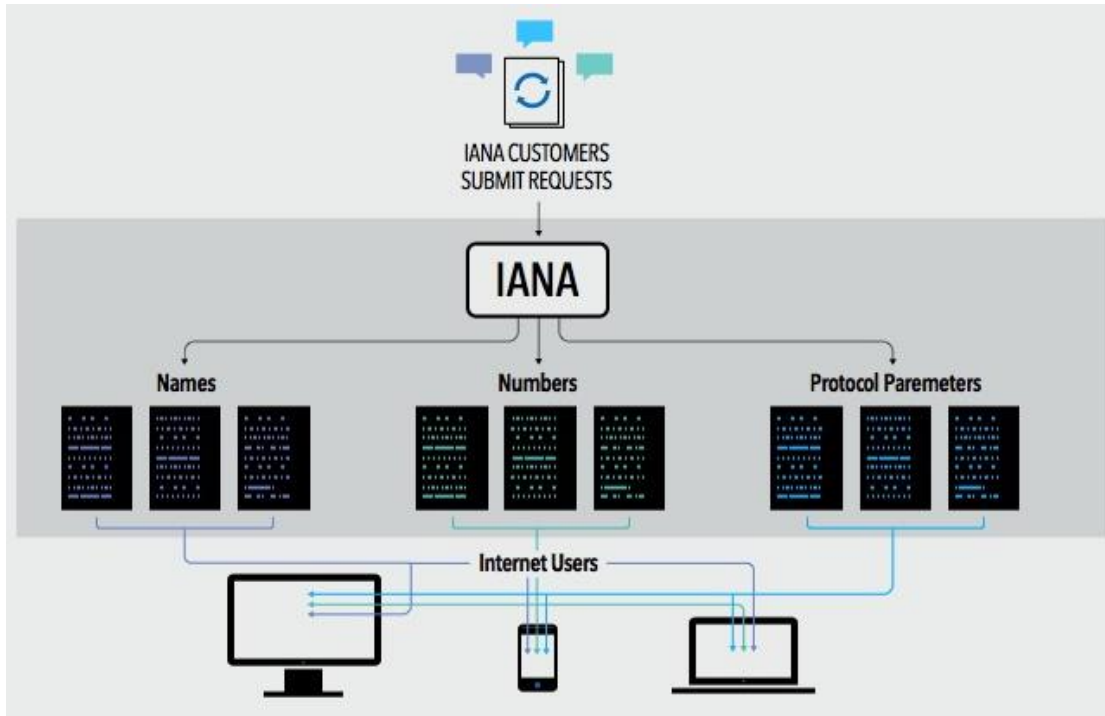 IANA CUSTOMERS
SUBMIT REQUESTS
IANA
Names
Numbers
Protocol Paremeters
Internet Users